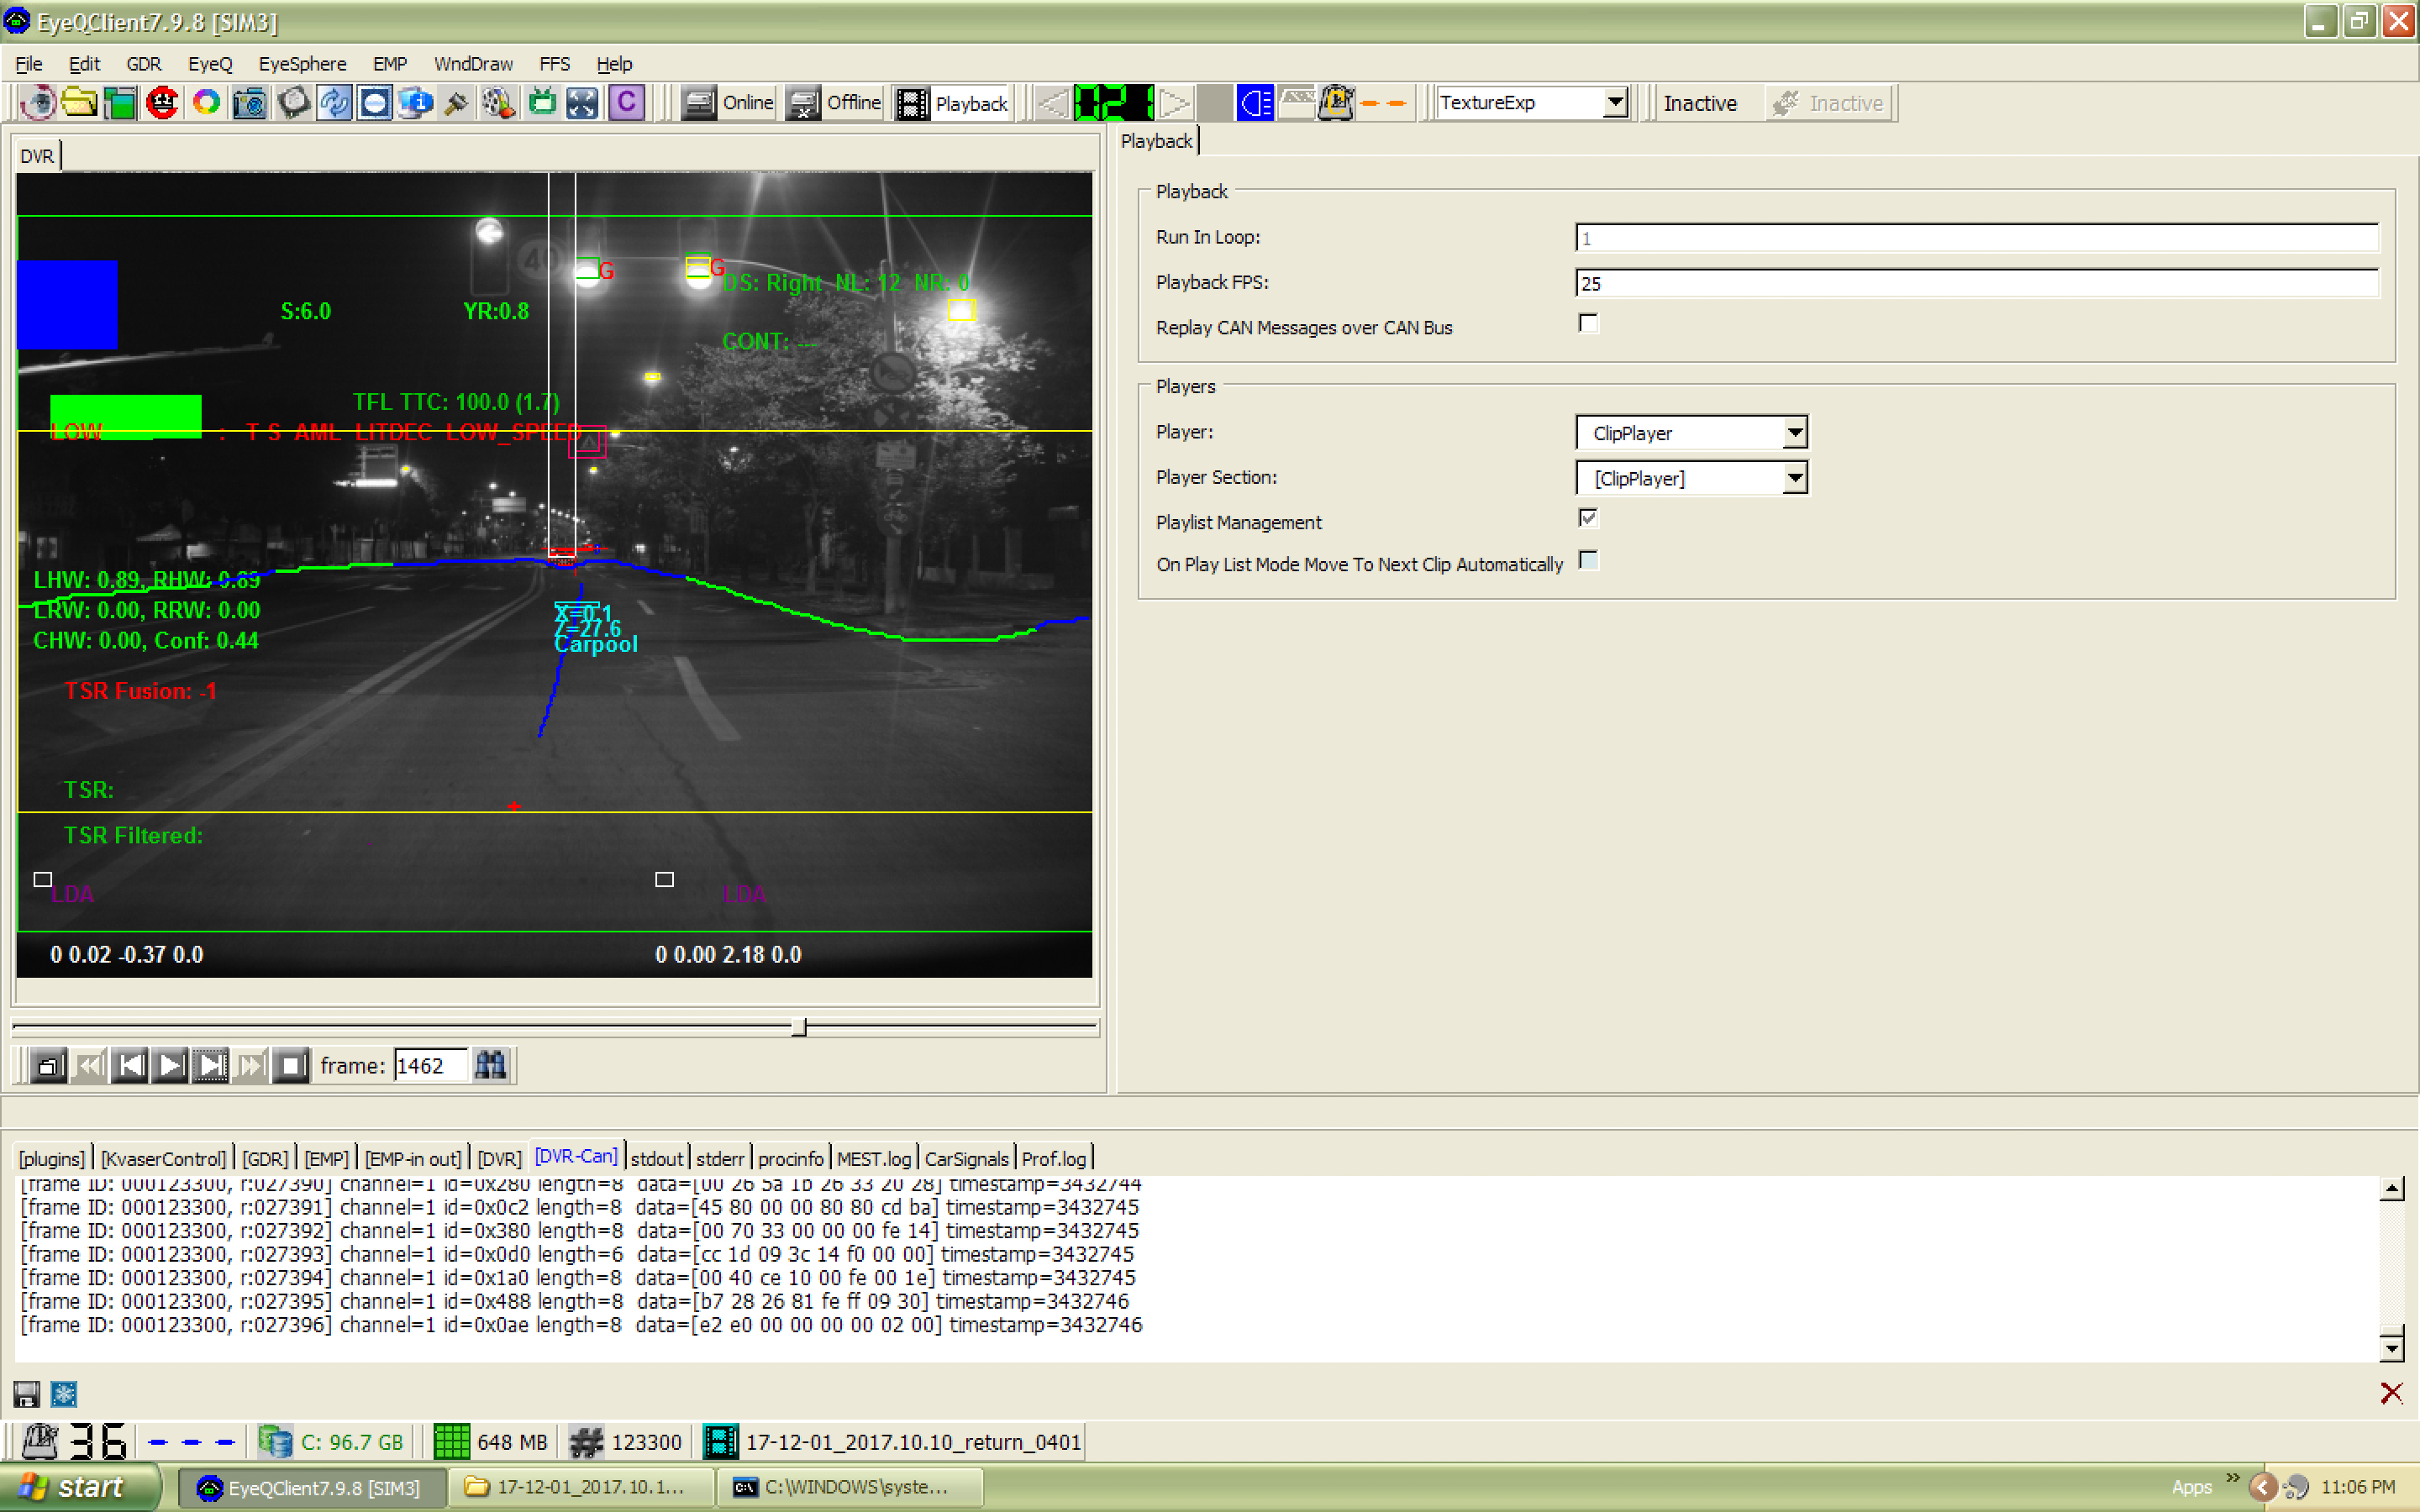 EyeQClient7.9.8 [SIM3]
File Edit GDR EyeQ EyeSphere EMP WndDraw FFS Help
C Online Offline Playback 021 TextureExp Inactive Inactive
DVR
40
G G
DS: Right NL: 12 NR: 0
S:6.0 YR:0.8
CONT: ---
TFL TTC: 100.0 (1.7)
LOW : T S AML LITDEC LOW_SPEED
LHW: 0.89, RHW: 0.89
LRW: 0.00, RRW: 0.00
CHW: 0.00, Conf: 0.44
X=0.1
Z=27.6
Carpool
TSR Fusion: -1
TSR:
TSR Filtered:
LDA LDA
0 0.02 -0.37 0.0 0 0.00 2.18 0.0
frame: 1462
Playback
Playback
Run In Loop: 1
Playback FPS: 25
Replay CAN Messages over CAN Bus
Players
Player: ClipPlayer
Player Section: [ClipPlayer]
Playlist Management
On Play List Mode Move To Next Clip Automatically
[plugins] [KvaserControl] [GDR] [EMP] [EMP-in out] [DVR] [DVR-Can] stdout stderr procinfo MEST.log CarSignals Prof.log
[frame ID: 000123300, r:027390] channel=1 id=0x280 length=8 data=[00 26 5a 1b 26 33 20 28] timestamp=3432744
[frame ID: 000123300, r:027391] channel=1 id=0x0c2 length=8 data=[45 80 00 00 80 80 cd ba] timestamp=3432745
[frame ID: 000123300, r:027392] channel=1 id=0x380 length=8 data=[00 70 33 00 00 00 fe 14] timestamp=3432745
[frame ID: 000123300, r:027393] channel=1 id=0x0d0 length=6 data=[cc 1d 09 3c 14 f0 00 00] timestamp=3432745
[frame ID: 000123300, r:027394] channel=1 id=0x1a0 length=8 data=[00 40 ce 10 00 fe 00 1e] timestamp=3432745
[frame ID: 000123300, r:027395] channel=1 id=0x488 length=8 data=[b7 28 26 81 fe ff 09 30] timestamp=3432746
[frame ID: 000123300, r:027396] channel=1 id=0x0ae length=8 data=[e2 e0 00 00 00 00 02 00] timestamp=3432746
36 --- C: 96.7 GB 648 MB 123300 17-12-01_2017.10.10_return_0401
start EyeQClient7.9.8 [SIM3] 17-12-01_2017.10.1... C:\WINDOWS\syste... Apps » 11:06 PM